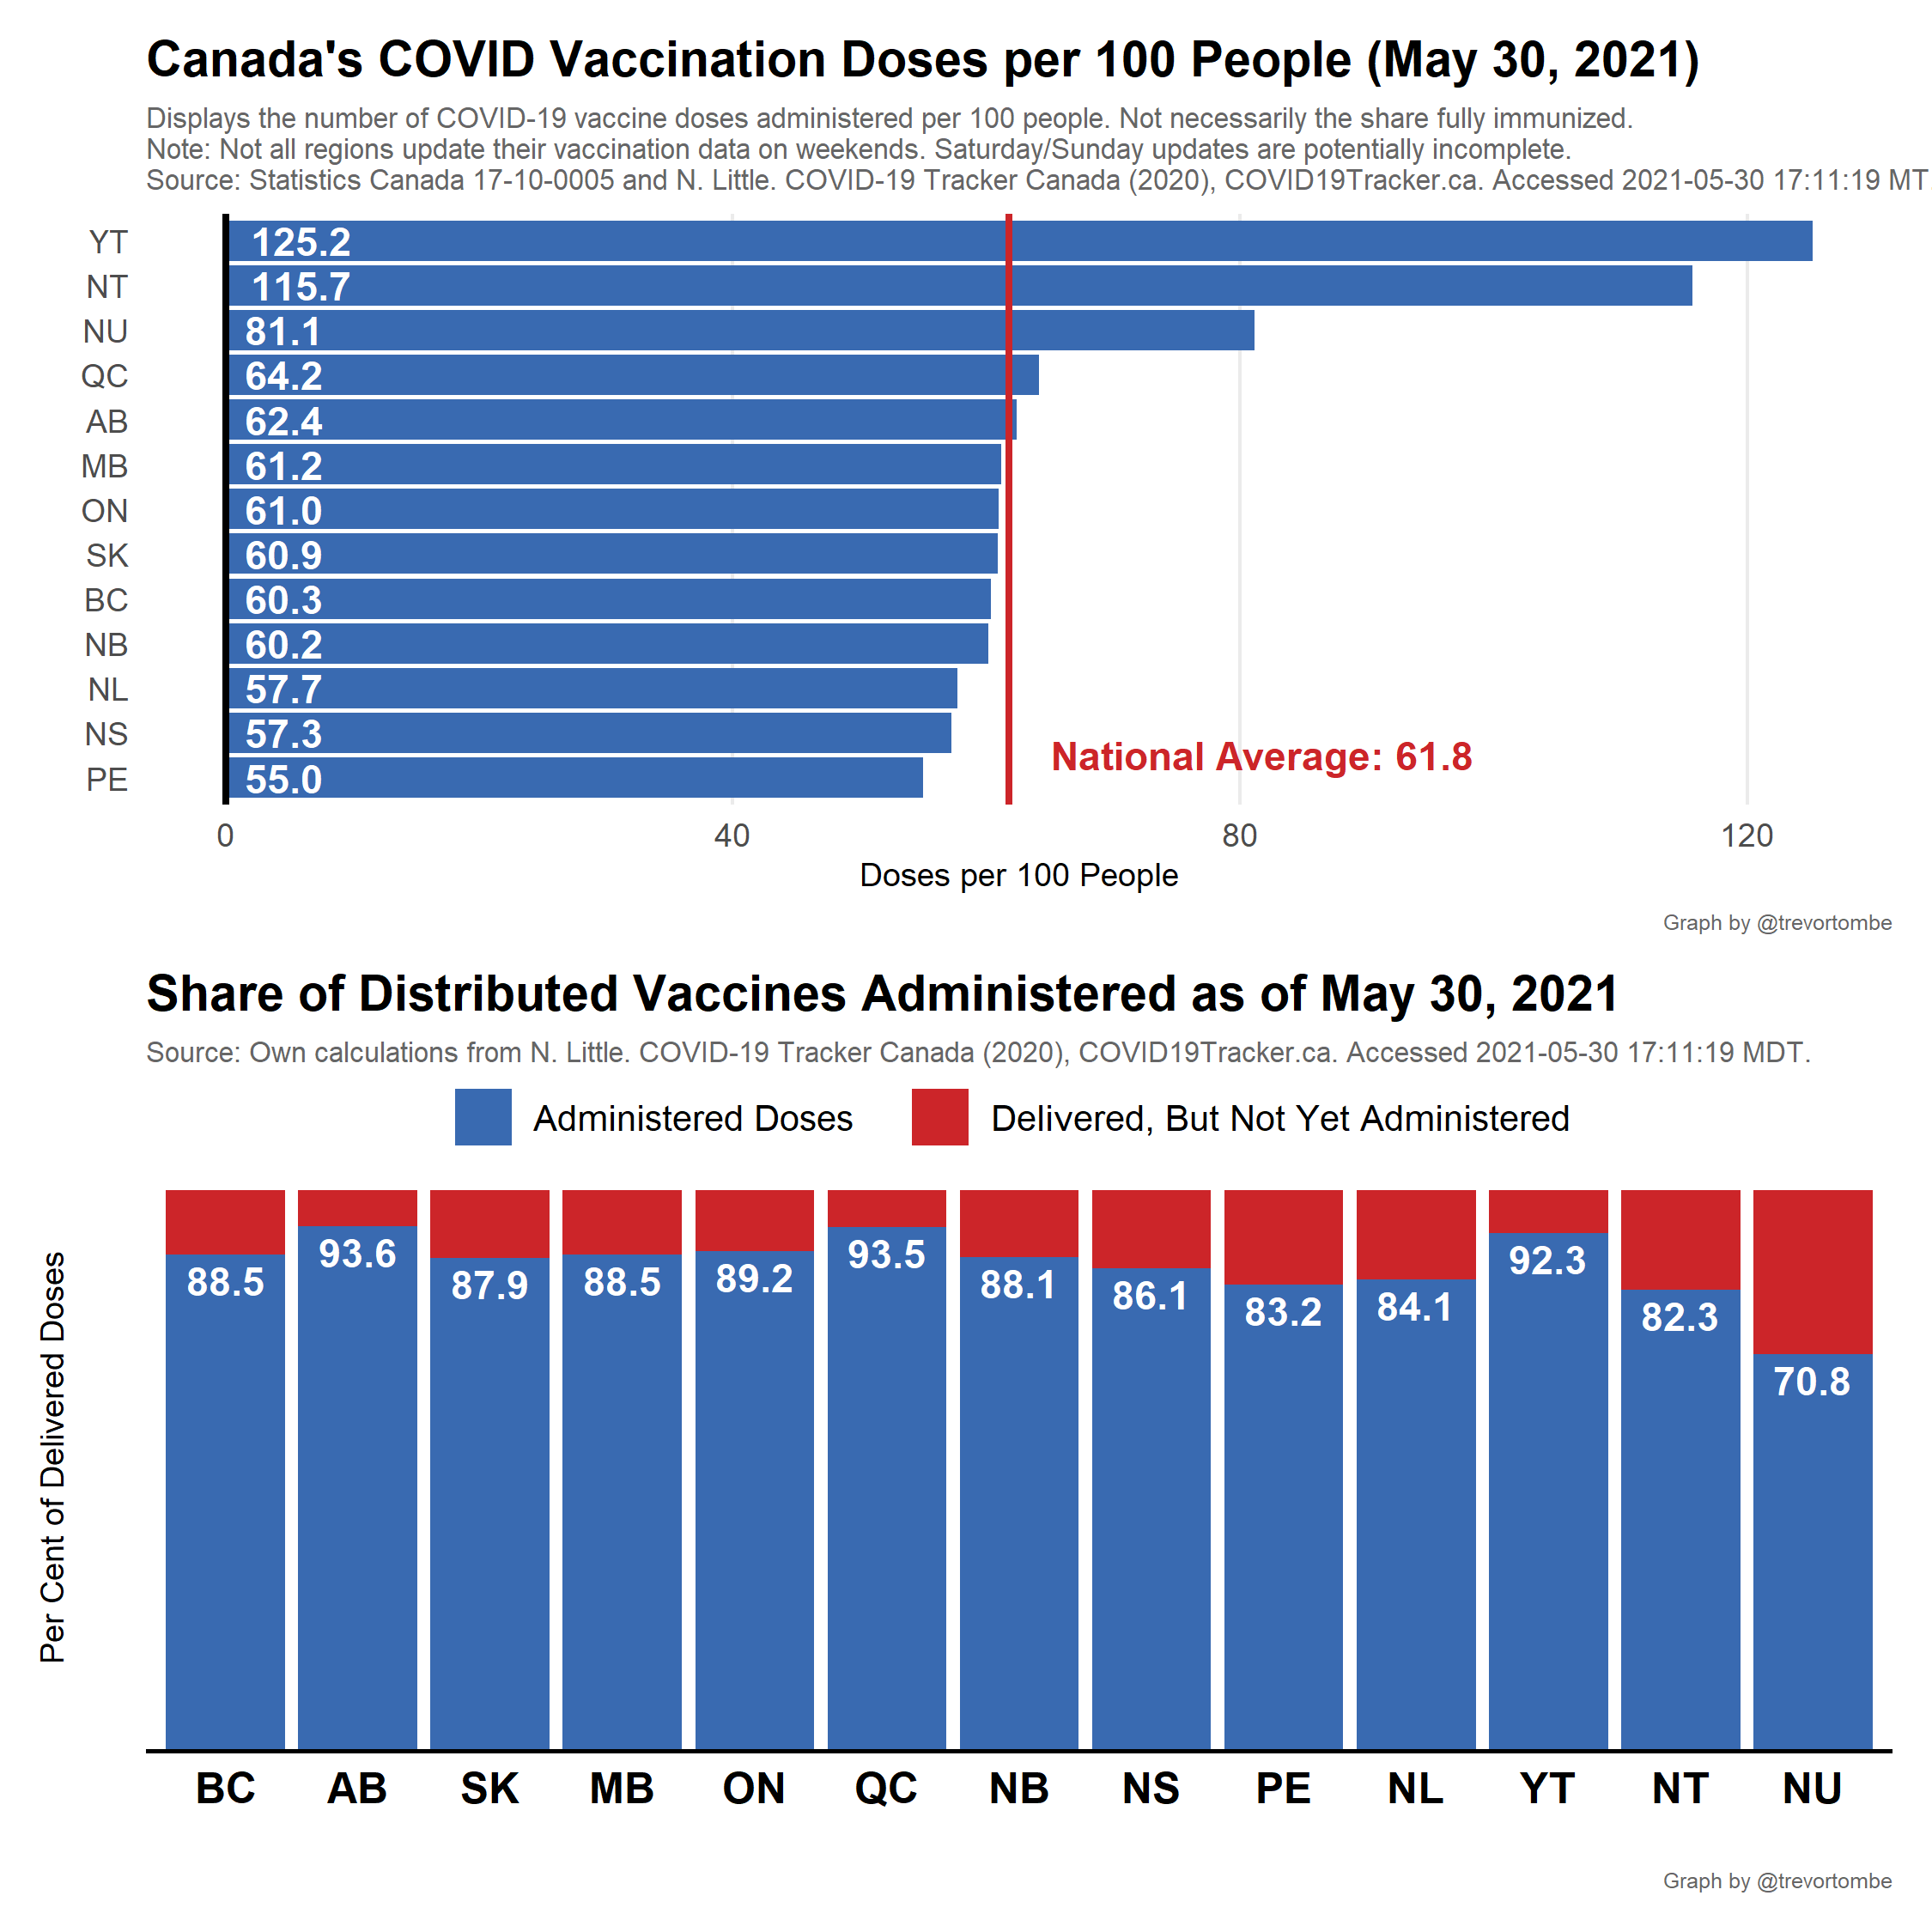 Canada's COVID Vaccination Doses per 100 People (May 30, 2021)
Displays the number of COVID-19 vaccine doses administered per 100 people. Not necessarily the share fully immunized.
Note: Not all regions update their vaccination data on weekends. Saturday/Sunday updates are potentially incomplete.
Source: Statistics Canada 17-10-0005 and N. Little. COVID-19 Tracker Canada (2020), COVID19Tracker.ca. Accessed 2021-05-30 17:11:19 MT
YT 125.2
NT 115.7
NU 81.1
QC 64.2
AB 62.4
MB 61.2
ON 61.0
SK 60.9
BC 60.3
NB 60.2
NL 57.7
NS 57.3
National Average: 61.8
PE 55.0
0 40 80 120
Doses per 100 People
Graph by @trevortombe
Share of Distributed Vaccines Administered as of May 30, 2021
Source: Own calculations from N. Little. COVID-19 Tracker Canada (2020), COVID19Tracker.ca. Accessed 2021-05-30 17:11:19 MDT.
Administered Doses Delivered, But Not Yet Administered
Per Cent of Delivered Doses
88.5 93.6 87.9 88.5 89.2 93.5 88.1 86.1 83.2 84.1 92.3 82.3 70.8
BC AB SK MB ON QC NB NS PE NL YT NT NU
Graph by @trevortombe